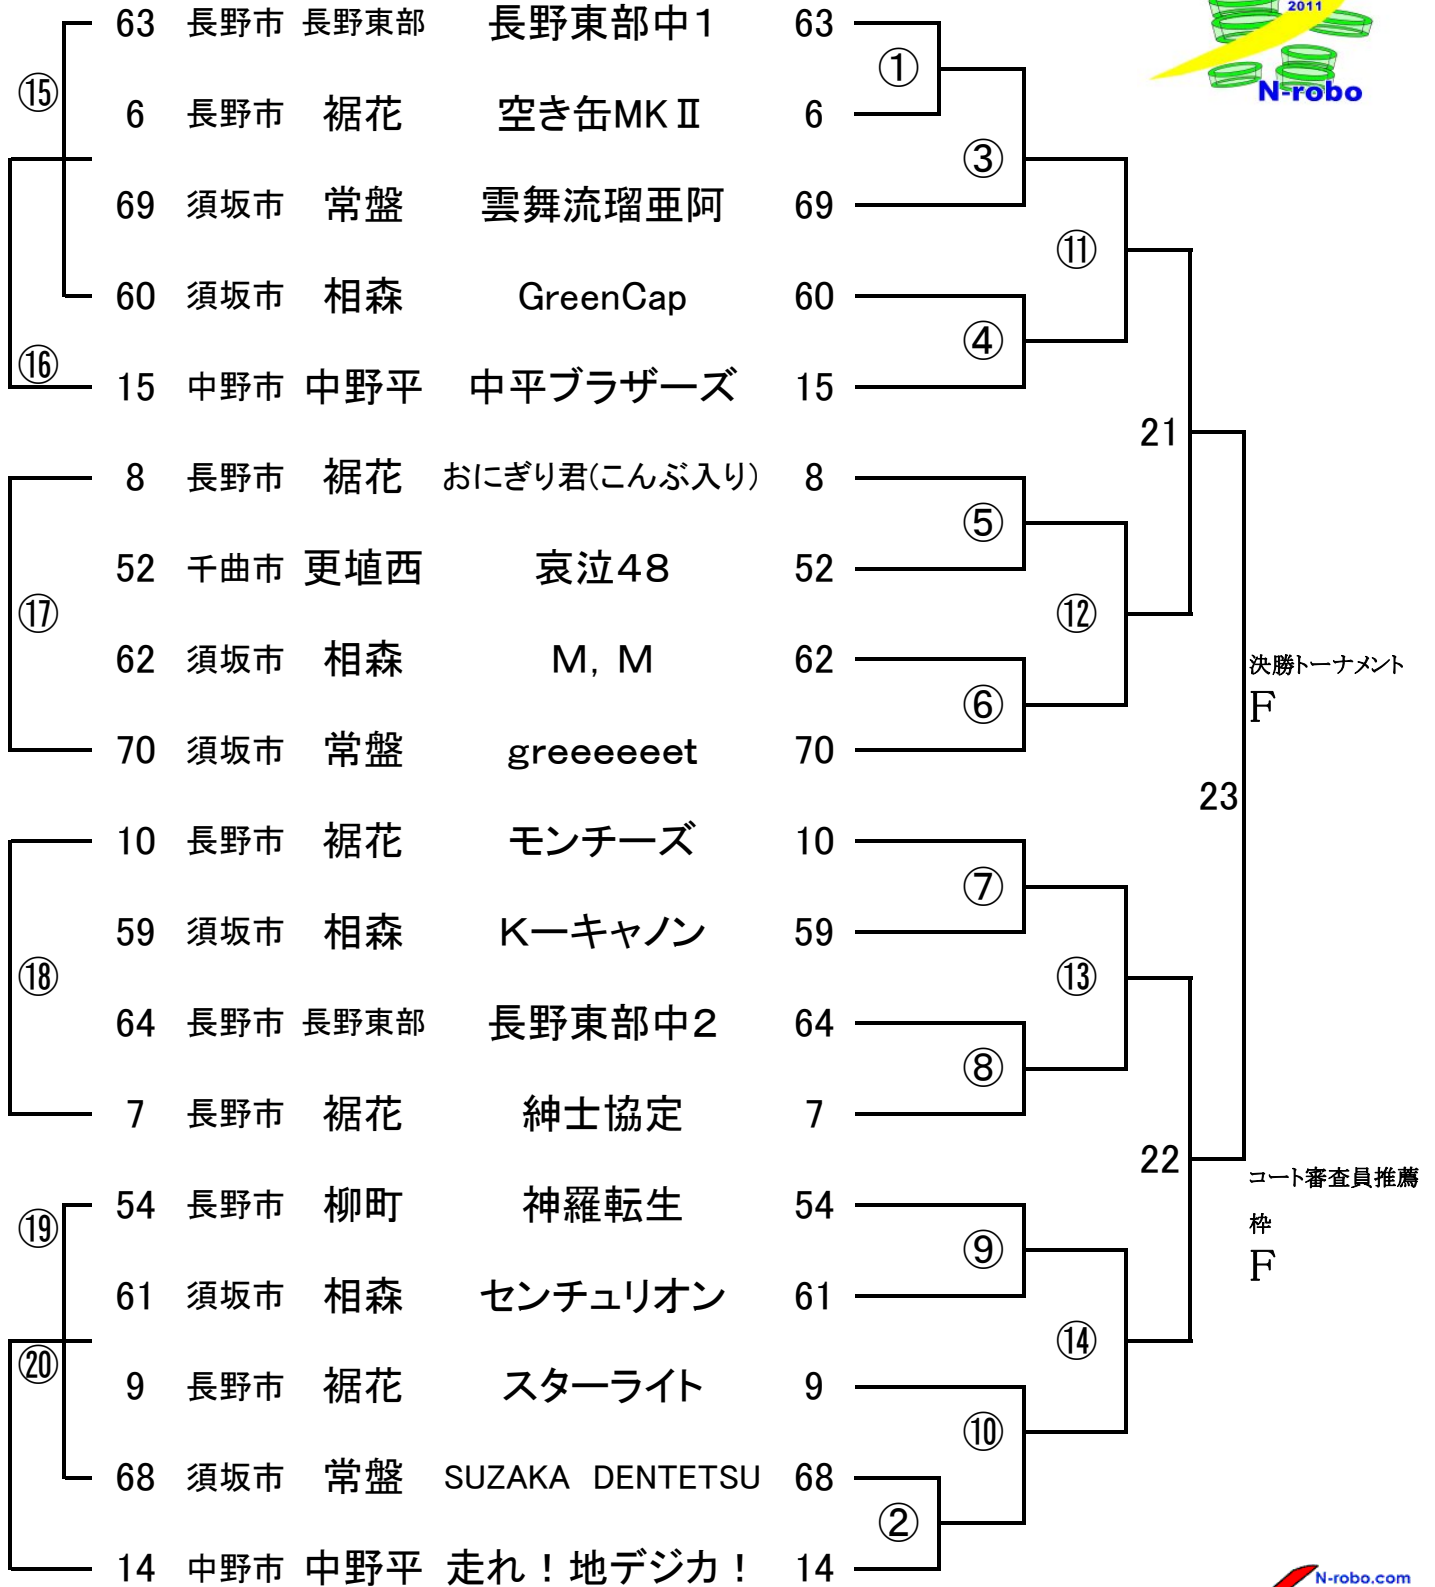 2011
N-robo
63 長野市 長野東部 長野東部中１ 63
①
⑮
6 長野市 裾花 空き缶MKⅡ 6
③
69 須坂市 常盤 雲舞流瑠亜阿 69
⑪
60 須坂市 相森 GreenCap 60
④
⑯
15 中野市 中野平 中平ブラザーズ 15
21
8 長野市 裾花 おにぎり君(こんぶ入り) 8
⑤
52 千曲市 更埴西 哀泣４８ 52
⑰
⑫
62 須坂市 相森 Ｍ，Ｍ 62
決勝トーナメント
F
⑥
70 須坂市 常盤 greeeeeet 70
23
10 長野市 裾花 モンチーズ 10
⑦
59 須坂市 相森 Ｋーキャノン 59
⑱
⑬
64 長野市 長野東部 長野東部中２ 64
⑧
7 長野市 裾花 紳士協定 7
22
コート審査員推薦
枠
F
54 長野市 柳町 神羅転生 54
⑲
⑨
61 須坂市 相森 センチュリオン 61
⑭
⑳
9 長野市 裾花 スターライト 9
⑩
68 須坂市 常盤 SUZAKA DENTETSU 68
②
14 中野市 中野平 走れ！地デジカ！ 14
N-robo.com